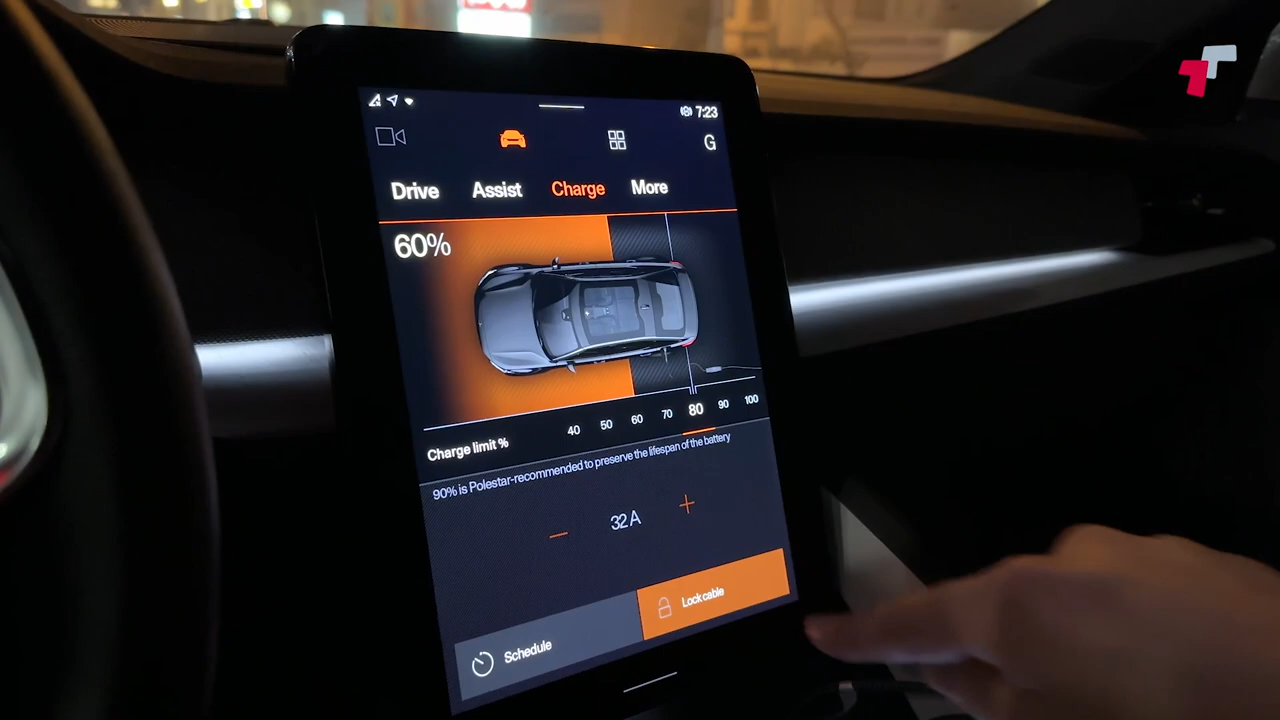 7:23
G
Drive Assist Charge More
60%
Charge limit % 40 50 60 70 80 90 100
90% is Polestar-recommended to preserve the lifespan of the battery
− 32 A +
Schedule
Lock cable